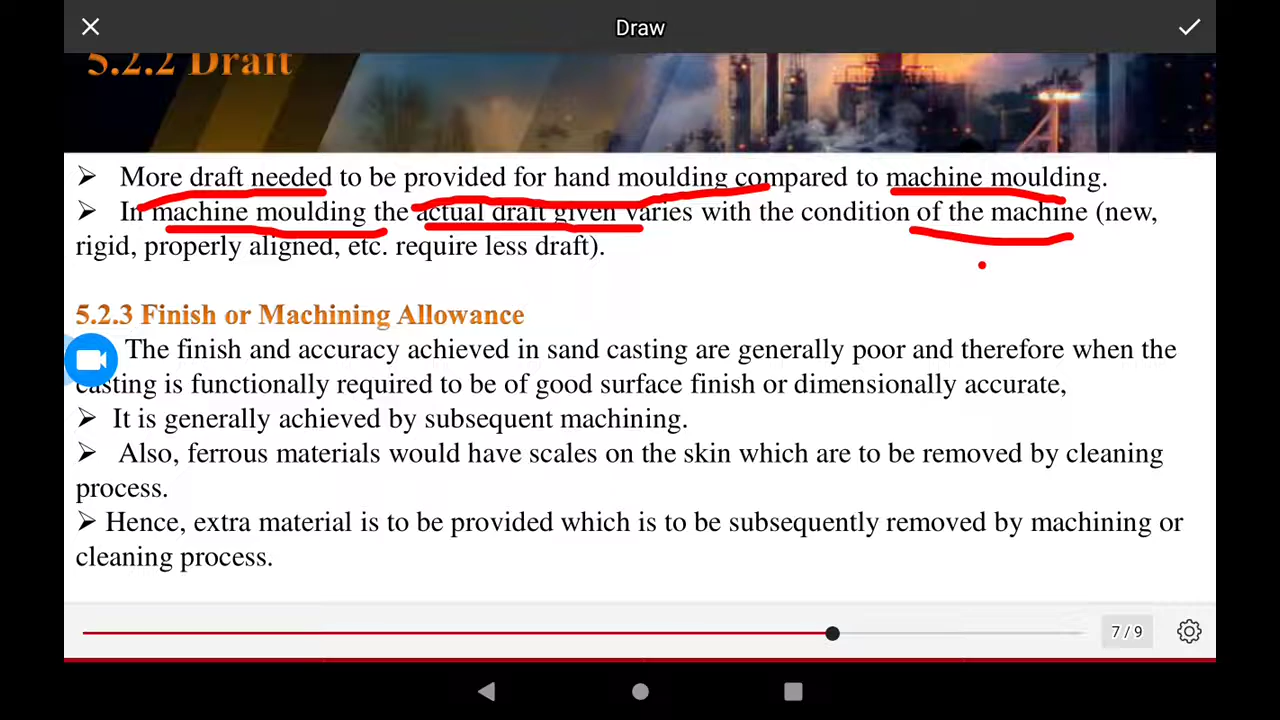 Draw
5.2.2 Draft
➢ More draft needed to be provided for hand moulding compared to machine moulding.
➢ In machine moulding the actual draft given varies with the condition of the machine (new,
rigid, properly aligned, etc. require less draft).
5.2.3 Finish or Machining Allowance
The finish and accuracy achieved in sand casting are generally poor and therefore when the
casting is functionally required to be of good surface finish or dimensionally accurate,
➢ It is generally achieved by subsequent machining.
➢ Also, ferrous materials would have scales on the skin which are to be removed by cleaning
process.
➢ Hence, extra material is to be provided which is to be subsequently removed by machining or
cleaning process.
7 / 9